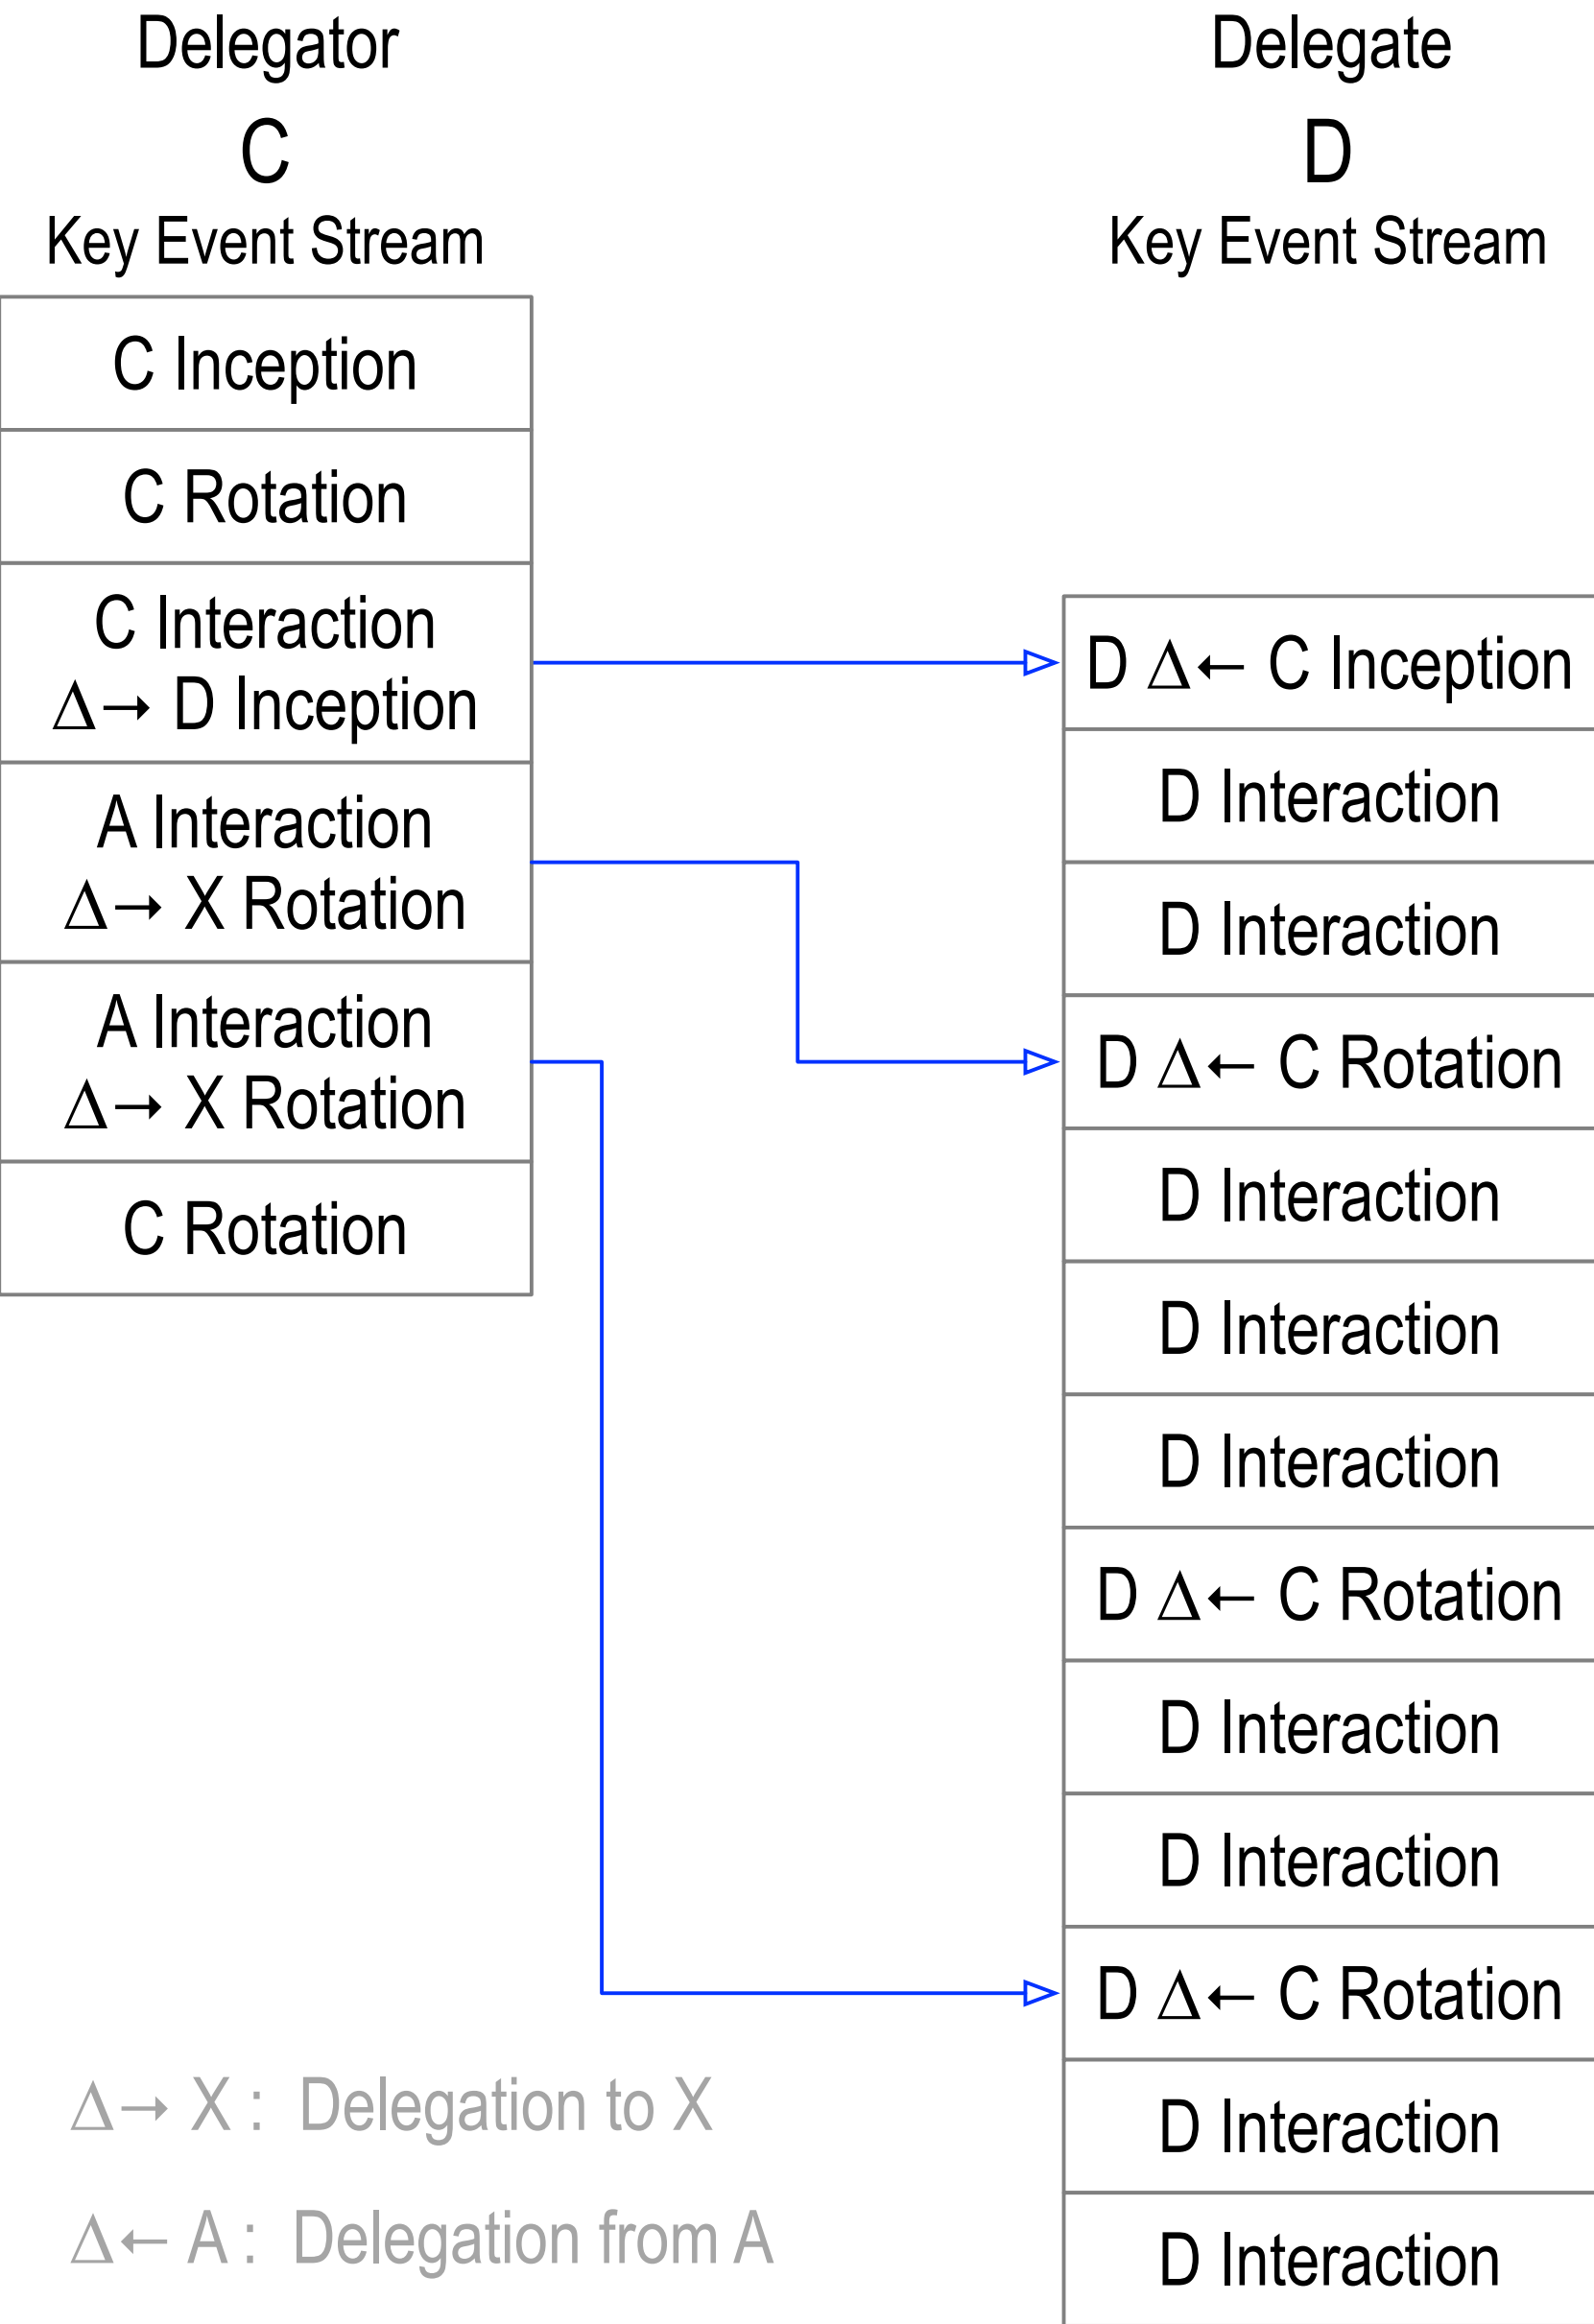 Delegator
C
Key Event Stream
C Inception
C Rotation
C Interaction
Δ→ D Inception
A Interaction
Δ→ X Rotation
A Interaction
Δ→ X Rotation
C Rotation
Delegate
D
Key Event Stream
D Δ← C Inception
D Interaction
D Interaction
D Δ← C Rotation
D Interaction
D Interaction
D Interaction
D Δ← C Rotation
D Interaction
D Interaction
D Δ← C Rotation
D Interaction
D Interaction
Δ→ X : Delegation to X
Δ← A : Delegation from A